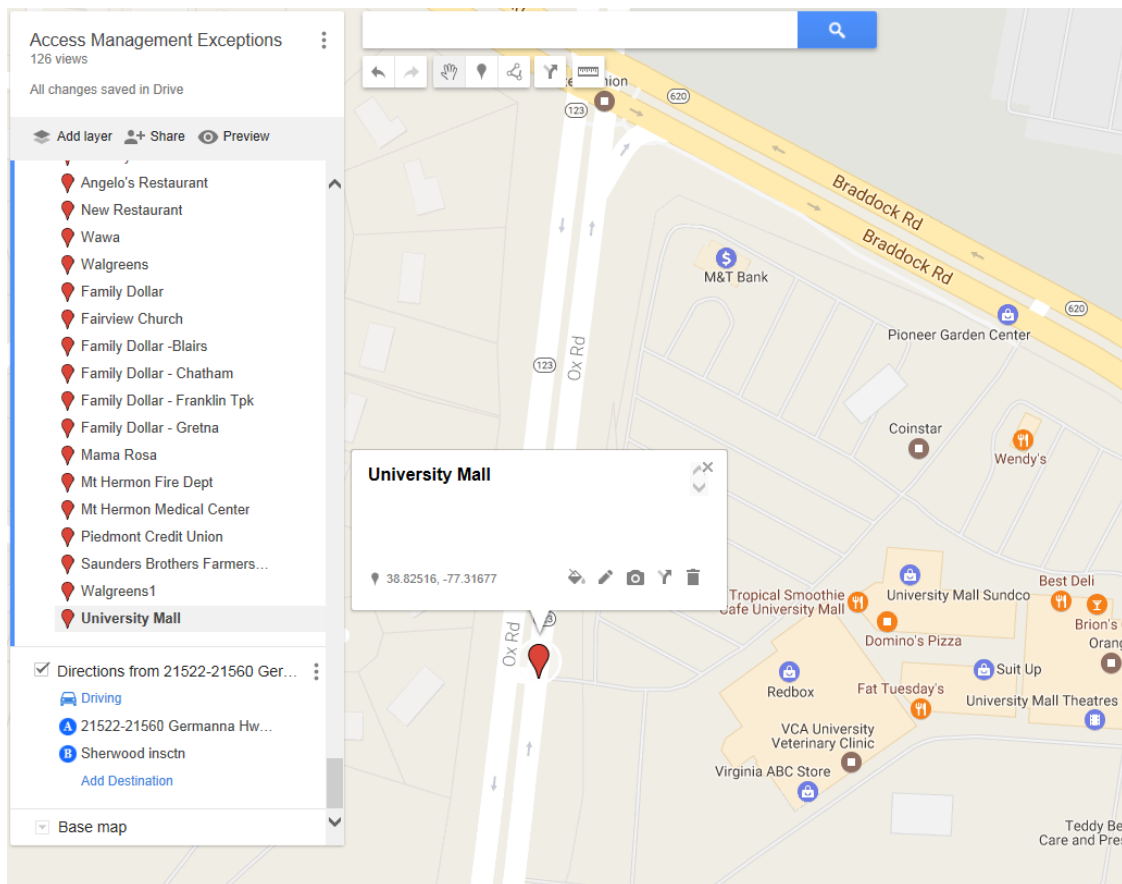 Access Management Exceptions
126 views
All changes saved in Drive
Add layer
Share
Preview
Angelo's Restaurant
New Restaurant
Wawa
Walgreens
Family Dollar
Fairview Church
Family Dollar -Blairs
Family Dollar - Chatham
Family Dollar - Franklin Tpk
Family Dollar - Gretna
Mama Rosa
Mt Hermon Fire Dept
Mt Hermon Medical Center
Piedmont Credit Union
Saunders Brothers Farmers...
Walgreens1
University Mall
Directions from 21522-21560 Ger...
Driving
A
21522-21560 Germanna Hw...
B
Sherwood insctn
Add Destination
Base map
123
620
Braddock Rd
Braddock Rd
620
M&T Bank
Pioneer Garden Center
123
Ox Rd
Coinstar
Wendy's
University Mall
38.82516, -77.31677
Ox Rd
Tropical Smoothie
Cafe University Mall
University Mall Sundco
Best Deli
Domino's Pizza
Brion's
Redbox
Fat Tuesday's
Suit Up
University Mall Theatres
VCA University
Veterinary Clinic
Virginia ABC Store
Teddy
Care and